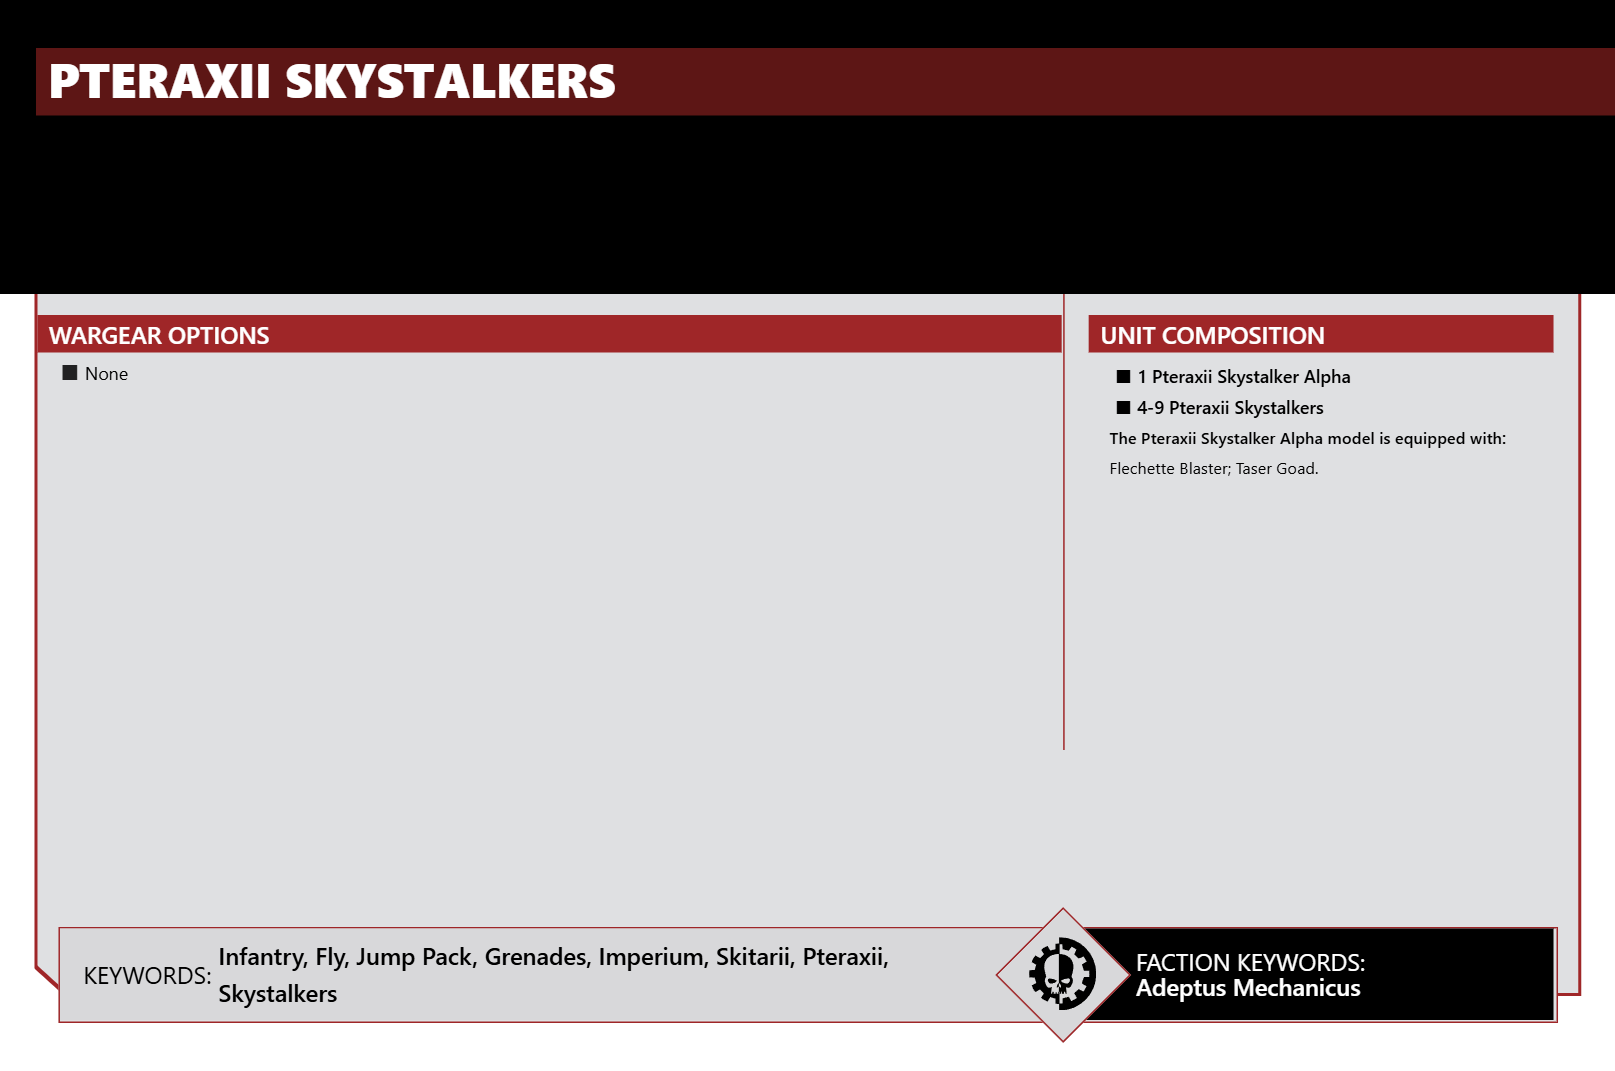 PTERAXII SKYSTALKERS
WARGEAR OPTIONS
■ None
UNIT COMPOSITION
■ 1 Pteraxii Skystalker Alpha
■ 4-9 Pteraxii Skystalkers
The Pteraxii Skystalker Alpha model is equipped with:
Flechette Blaster; Taser Goad.
KEYWORDS: Infantry, Fly, Jump Pack, Grenades, Imperium, Skitarii, Pteraxii,
Skystalkers
FACTION KEYWORDS:
Adeptus Mechanicus